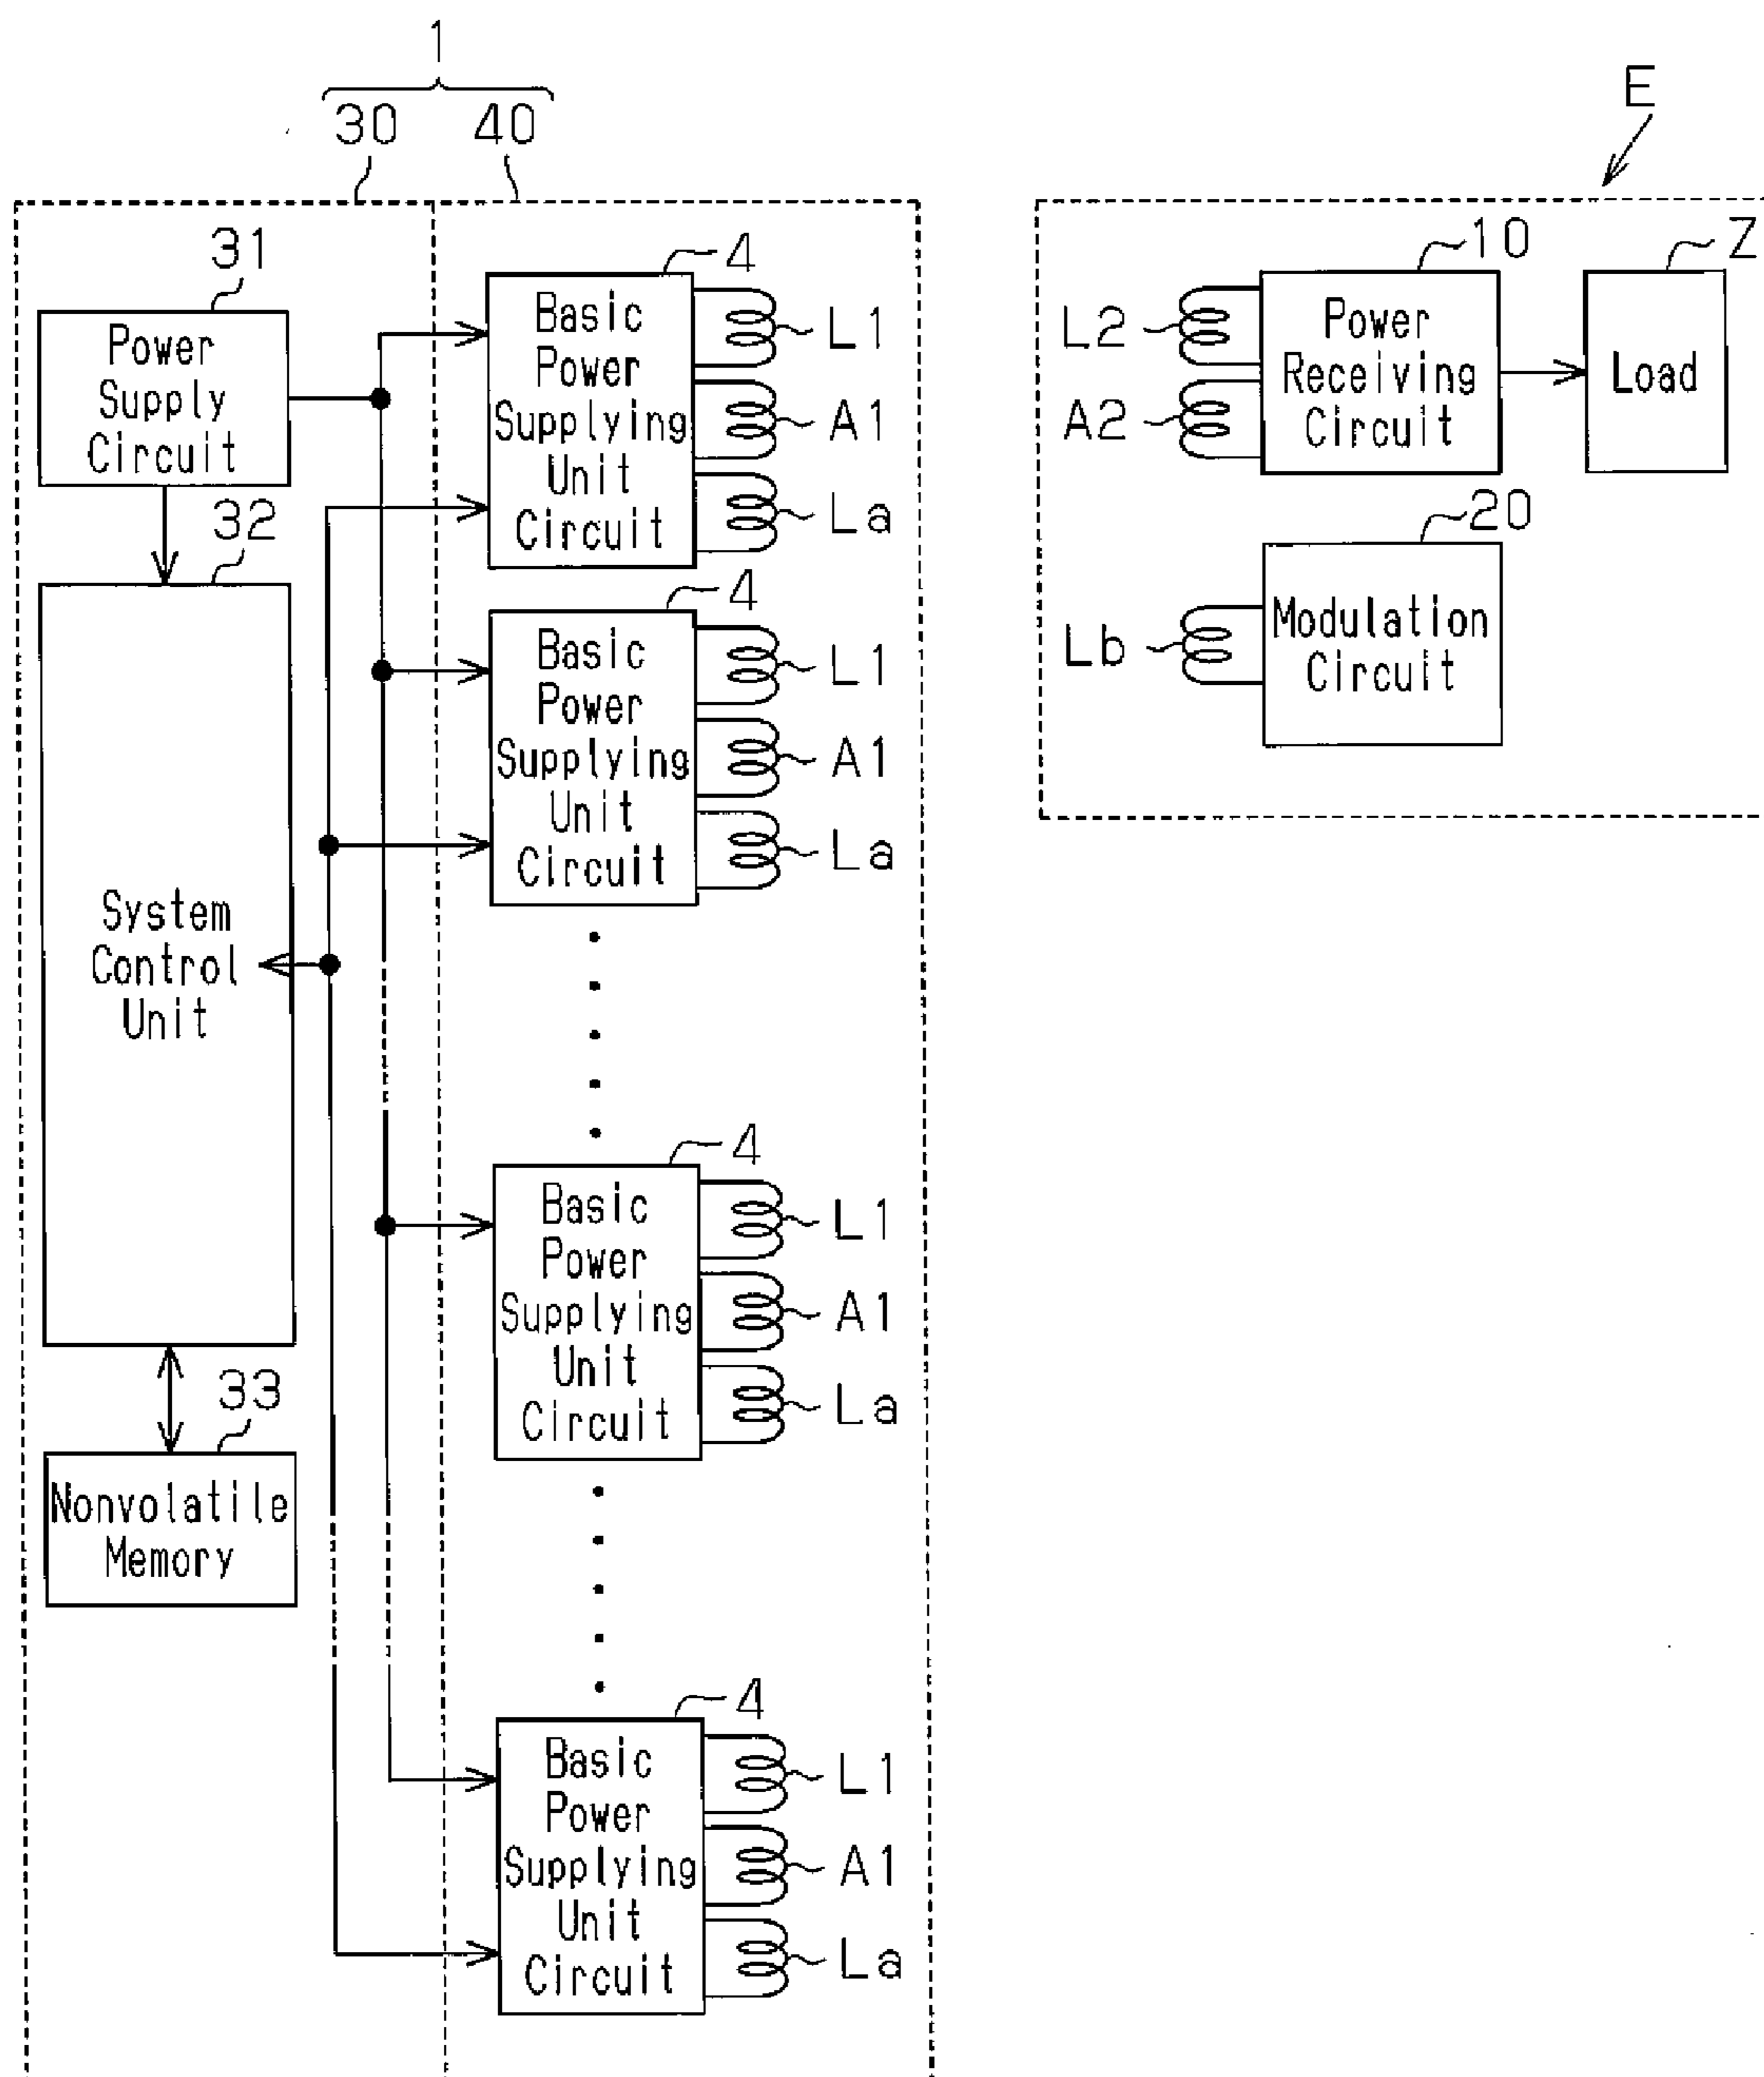 1
30 40
E
31
Power
Supply
Circuit
32
System
Control
Unit
33
Nonvolatile
Memory
4
Basic
Power
Supplying
Unit
Circuit
L1
A1
La
4
Basic
Power
Supplying
Unit
Circuit
L1
A1
La
4
Basic
Power
Supplying
Unit
Circuit
L1
A1
La
4
Basic
Power
Supplying
Unit
Circuit
L1
A1
La
10
Power
Receiving
Circuit
L2
A2
Z
Load
20
Modulation
Circuit
Lb